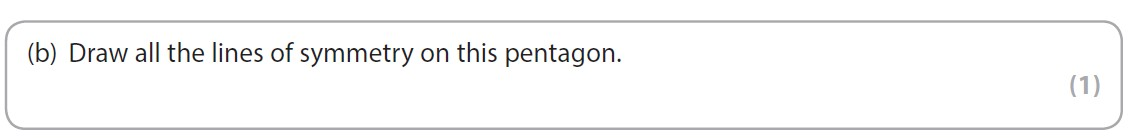 (b) Draw all the lines of symmetry on this pentagon.
(1)